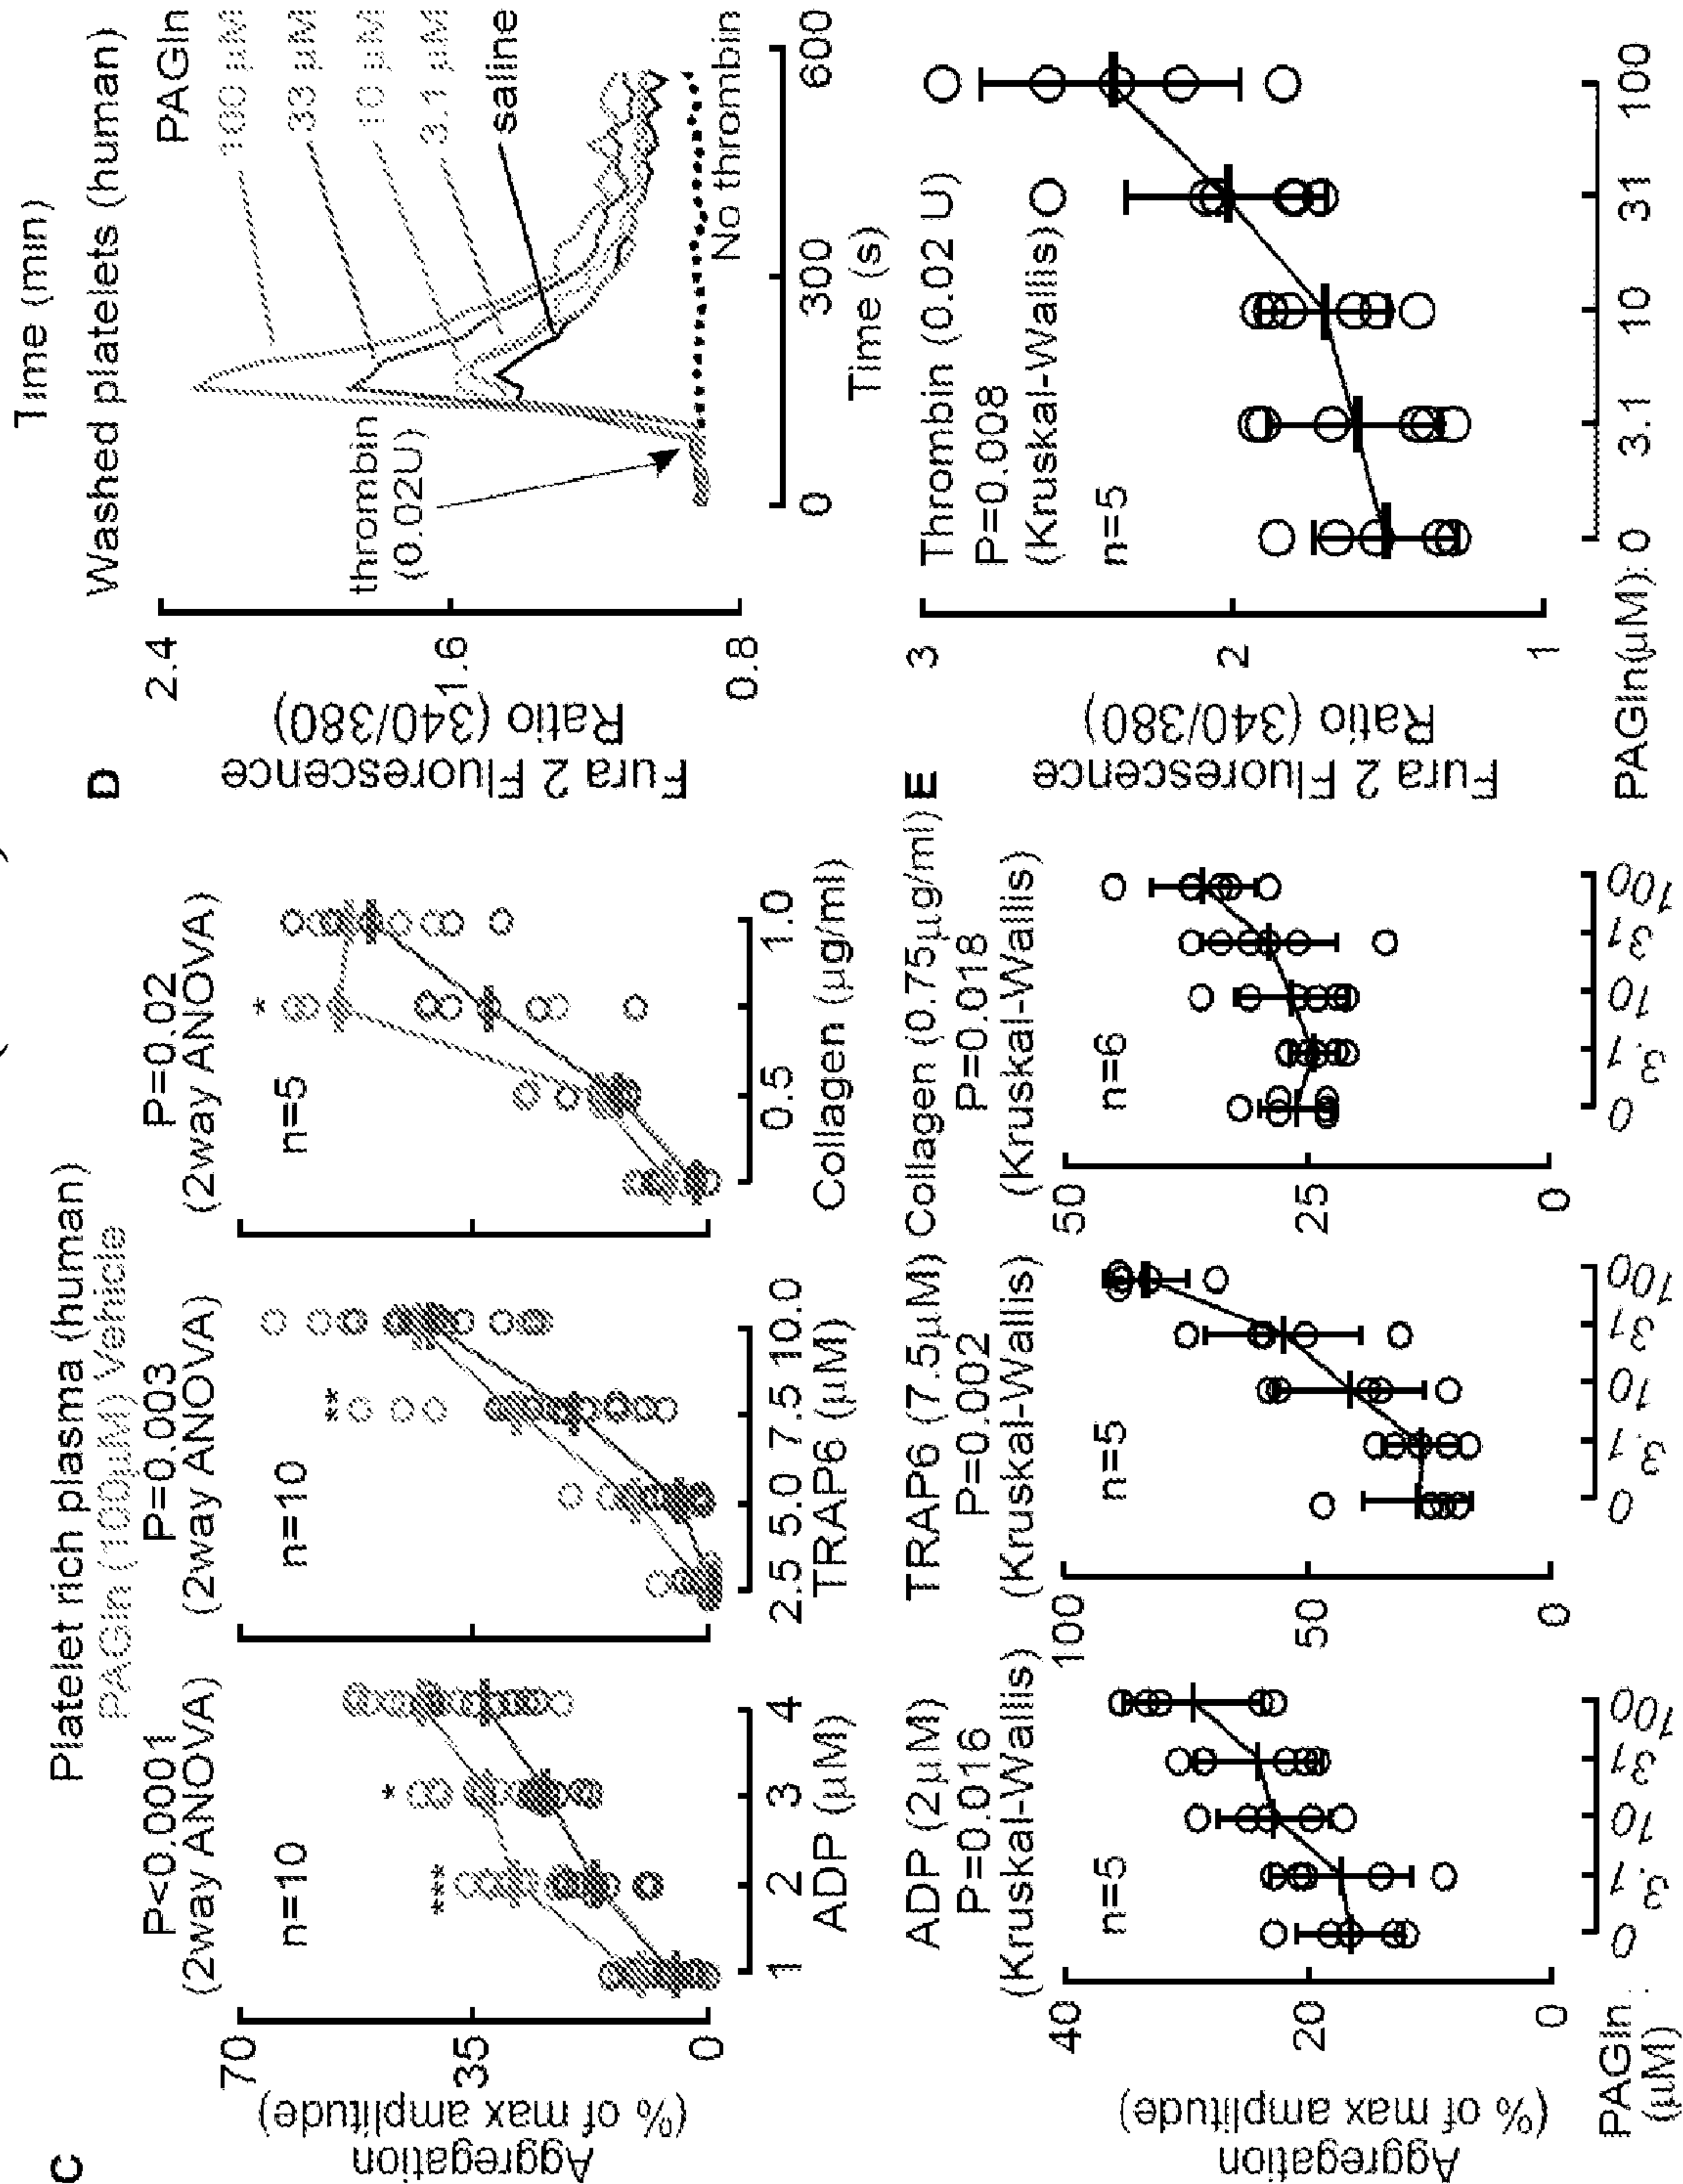 Time (min)
C
Platelet rich plasma (human)
PAGln (100µM) Vehicle
P<0.0001
(2way ANOVA)
n=10
***
*
P=0.003
(2way ANOVA)
n=10
**
P=0.02
(2way ANOVA)
n=5
*
Aggregation
(% of max amplitude)
70
35
0
1 2 3 4
ADP (µM)
2.5 5.0 7.5 10.0
TRAP6 (µM)
0.5 1.0
Collagen (µg/ml)
ADP (2µM)
P=0.016
(Kruskal-Wallis)
n=5
TRAP6 (7.5µM)
P=0.002
(Kruskal-Wallis)
n=5
Collagen (0.75µg/ml)
P=0.018
(Kruskal-Wallis)
n=6
Aggregation
(% of max amplitude)
40
20
0
100
50
0
50
25
0
PAGln :
(µM)
0 3.1 10 31 100
0 3.1 10 31 100
0 3.1 10 31 100
D
Washed platelets (human)
PAGln
100 µM
33 µM
10 µM
3.1 µM
saline
thrombin
(0.02U)
No thrombin
Fura 2 Fluorescence
Ratio (340/380)
2.4
1.6
0.8
0 300 600
Time (s)
E
Thrombin (0.02 U)
P=0.008
(Kruskal-Wallis)
n=5
Fura 2 Fluorescence
Ratio (340/380)
3
2
1
PAGln(µM): 0 3.1 10 31 100